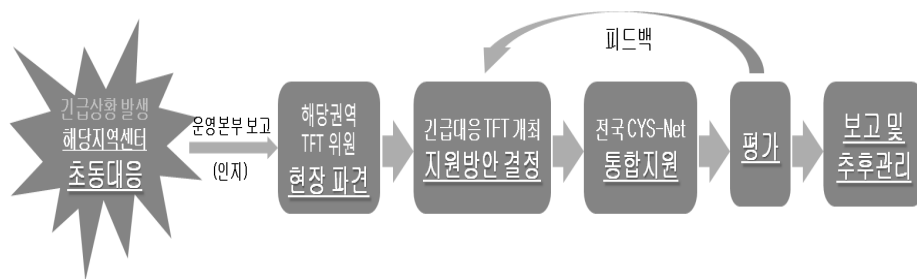 피드백
긴급상황 발생
해당지역센터
초동대응
운영본부 보고
(인지)
해당권역
TFT 위원
현장 파견
긴급대응 TFT 개최
지원방안 결정
전국 CYS-Net
통합지원
평가
보고 및
추후관리